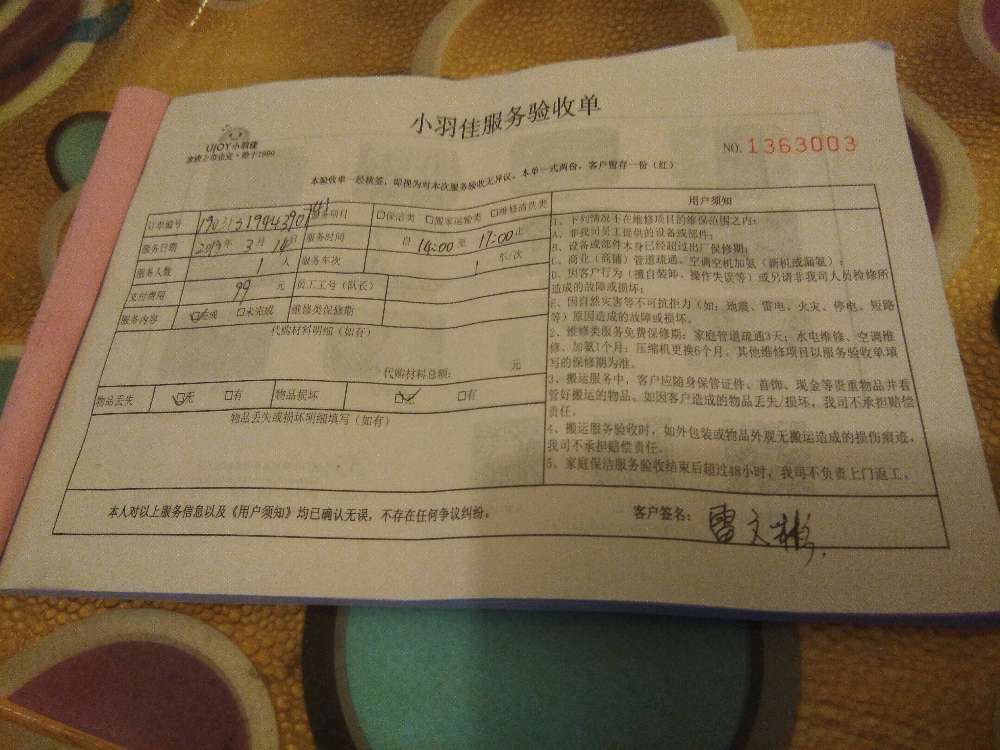 小羽佳服务验收单
UJOY小羽佳
NO. 1363003
本验收单一经核签，即视为对本次服务验收无异议。本单一式两份，客户留存一份（红）
订单编号 服务项目 □保洁类 □搬家运输类 □维修清洗类
服务日期 2019年 3月 日 服务时间 自 14:00 至 17:00 止
服务人数 1 人 服务车次 1 车/次
支付费用 99 元 员工工号（队长）
服务内容 □完成 □未完成 维修类保修期
代购材料明细（如有）
代购材料总额： 元
物品丢失 □无 □有 物品损坏 □无 □有
物品丢失或损坏明细填写（如有）
用户须知
1、下列情况不在维修项目的维保范围之内：
A、非我司员工提供的设备或部件；
B、设备或部件本身已经超过出厂保修期；
C、商业（商铺）管道疏通、空调空机加氨（新机或漏氨）；
D、因客户行为（擅自装卸、操作失误等）或另请非我司人员检修所
造成的故障或损坏；
E、因自然灾害等不可抗拒力（如：地震、雷电、火灾、停电、短路
等）原因造成的故障或损坏。
2、维修类服务免费保修期：家庭管道疏通3天；水电维修、空调维
修、加氨1个月；压缩机更换6个月。其他维修项目以服务验收单填
写的保修期为准。
3、搬运服务中，客户应随身保管证件、首饰、现金等贵重物品并看
管好搬运的物品。如因客户造成的物品丢失/损坏，我司不承担赔偿
责任。
4、搬运服务验收时，如外包装或物品外观无搬运造成的损伤痕迹，
我司不承担赔偿责任。
5、家庭保洁服务验收结束后超过48小时，我司不负责上门返工。
本人对以上服务信息以及《用户须知》均已确认无误，不存在任何争议纠纷。
客户签名： 雷文彬